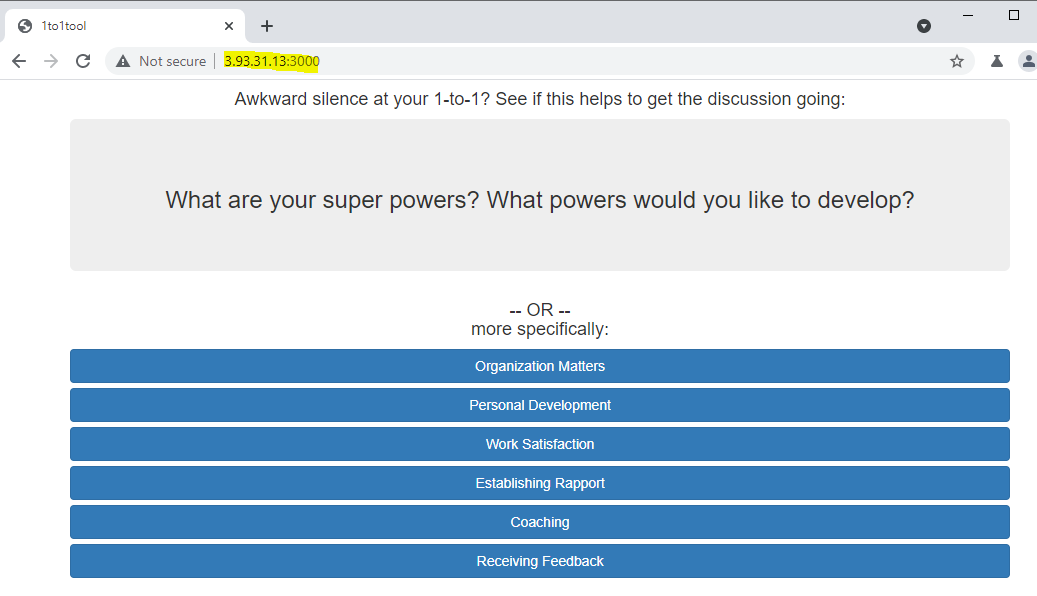 1to1tool
Not secure 3.93.31.13:3000
Awkward silence at your 1-to-1? See if this helps to get the discussion going:
What are your super powers? What powers would you like to develop?
-- OR --
more specifically:
Organization Matters
Personal Development
Work Satisfaction
Establishing Rapport
Coaching
Receiving Feedback